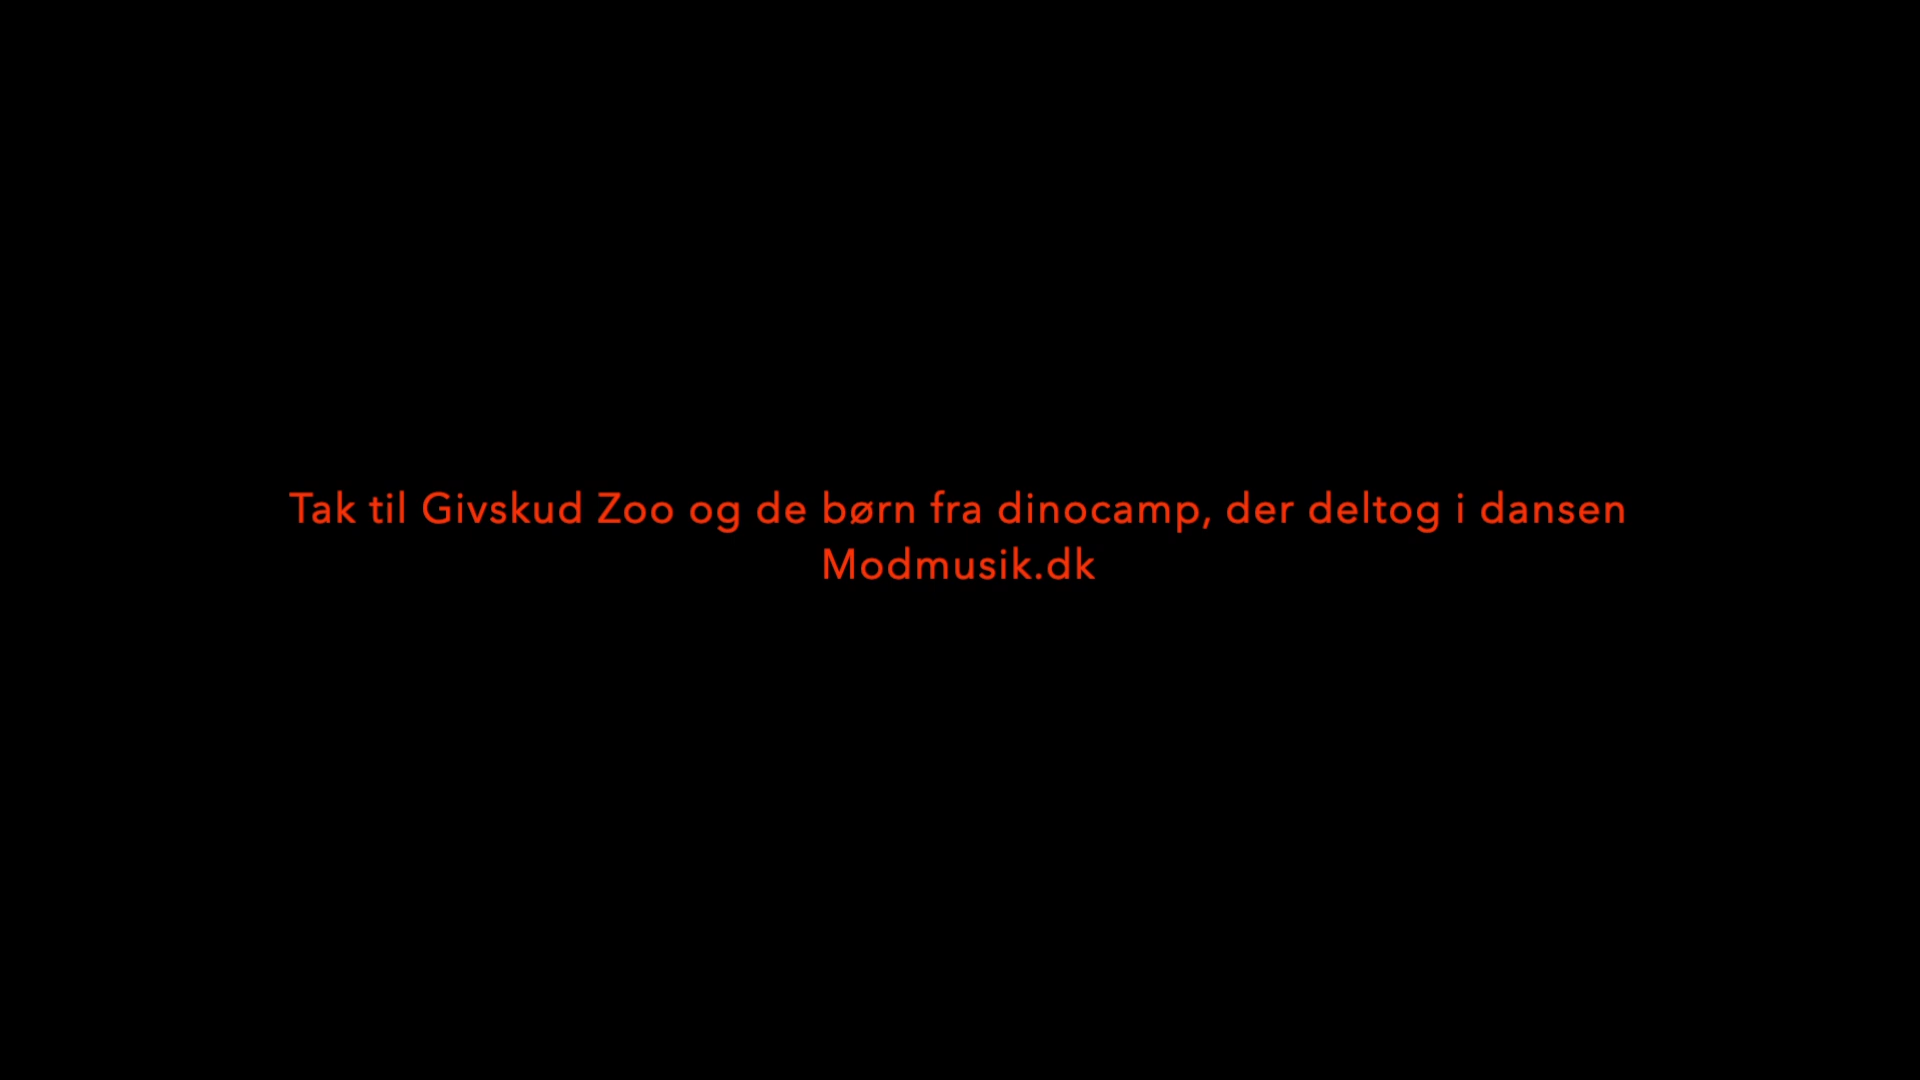 Tak til Givskud Zoo og de børn fra dinocamp, der deltog i dansen
Modmusik.dk